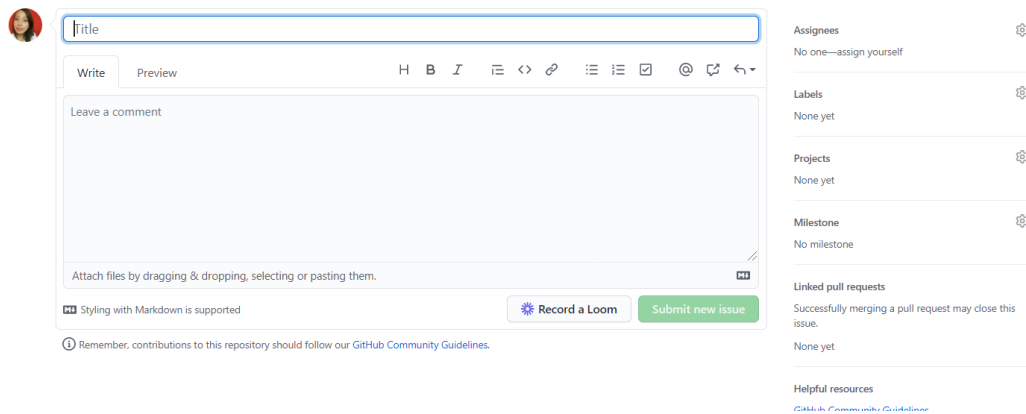 Title
Write
Preview
Leave a comment
Attach files by dragging & dropping, selecting or pasting them.
Styling with Markdown is supported
Record a Loom
Submit new issue
Remember, contributions to this repository should follow our GitHub Community Guidelines.
Assignees
No one—assign yourself
Labels
None yet
Projects
None yet
Milestone
No milestone
Linked pull requests
Successfully merging a pull request may close this
issue.
None yet
Helpful resources
GitHub Community Guidelines